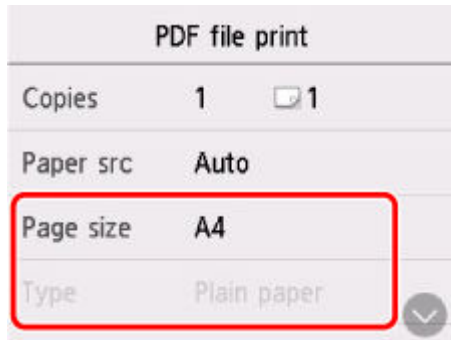 PDF file print
Copies 1 1
Paper src Auto
Page size A4
Type Plain paper